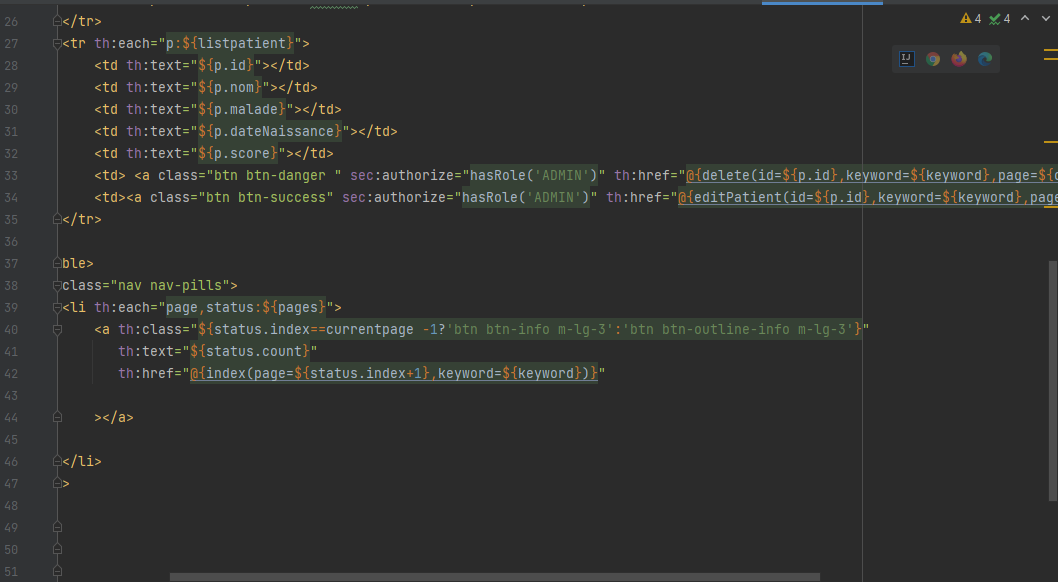 4 4
26 </tr>
27 <tr th:each="p:${listpatient}">
28 <td th:text="${p.id}"></td>
29 <td th:text="${p.nom}"></td>
30 <td th:text="${p.malade}"></td>
31 <td th:text="${p.dateNaissance}"></td>
32 <td th:text="${p.score}"></td>
33 <td> <a class="btn btn-danger " sec:authorize="hasRole('ADMIN')" th:href="@{delete(id=${p.id},keyword=${keyword},page=${c
34 <td><a class="btn btn-success" sec:authorize="hasRole('ADMIN')" th:href="@{editPatient(id=${p.id},keyword=${keyword},page
35 </tr>
36
37 ble>
38 class="nav nav-pills">
39 <li th:each="page,status:${pages}">
40 <a th:class="${status.index==currentpage -1?'btn btn-info m-lg-3':'btn btn-outline-info m-lg-3'}"
41 th:text="${status.count}"
42 th:href="@{index(page=${status.index+1},keyword=${keyword})}"
43
44 ></a>
45
46 </li>
47 >
48
49
50
51